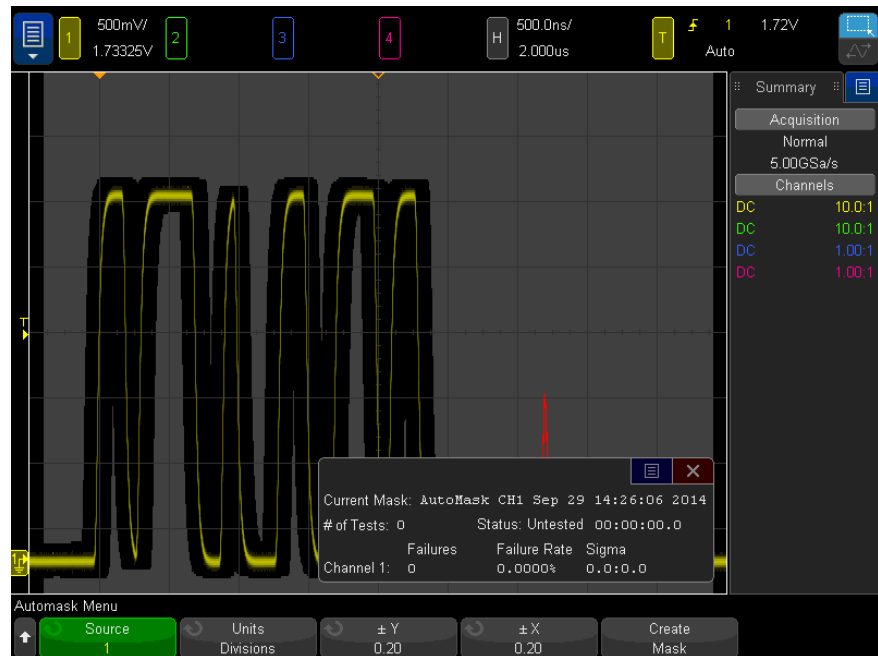 1 500mV/ 1.73325V
2
3
4
H 500.0ns/ 2.000us
T 1 1.72V Auto
Summary
Acquisition
Normal
5.00GSa/s
Channels
DC 10.0:1
DC 10.0:1
DC 1.00:1
DC 1.00:1
T
1
Current Mask: AutoMask CH1 Sep 29 14:26:06 2014
# of Tests: 0 Status: Untested 00:00:00.0
Failures Failure Rate Sigma
Channel 1: 0 0.0000% 0.0:0.0
Automask Menu
Source Units ± Y ± X Create
1 Divisions 0.20 0.20 Mask